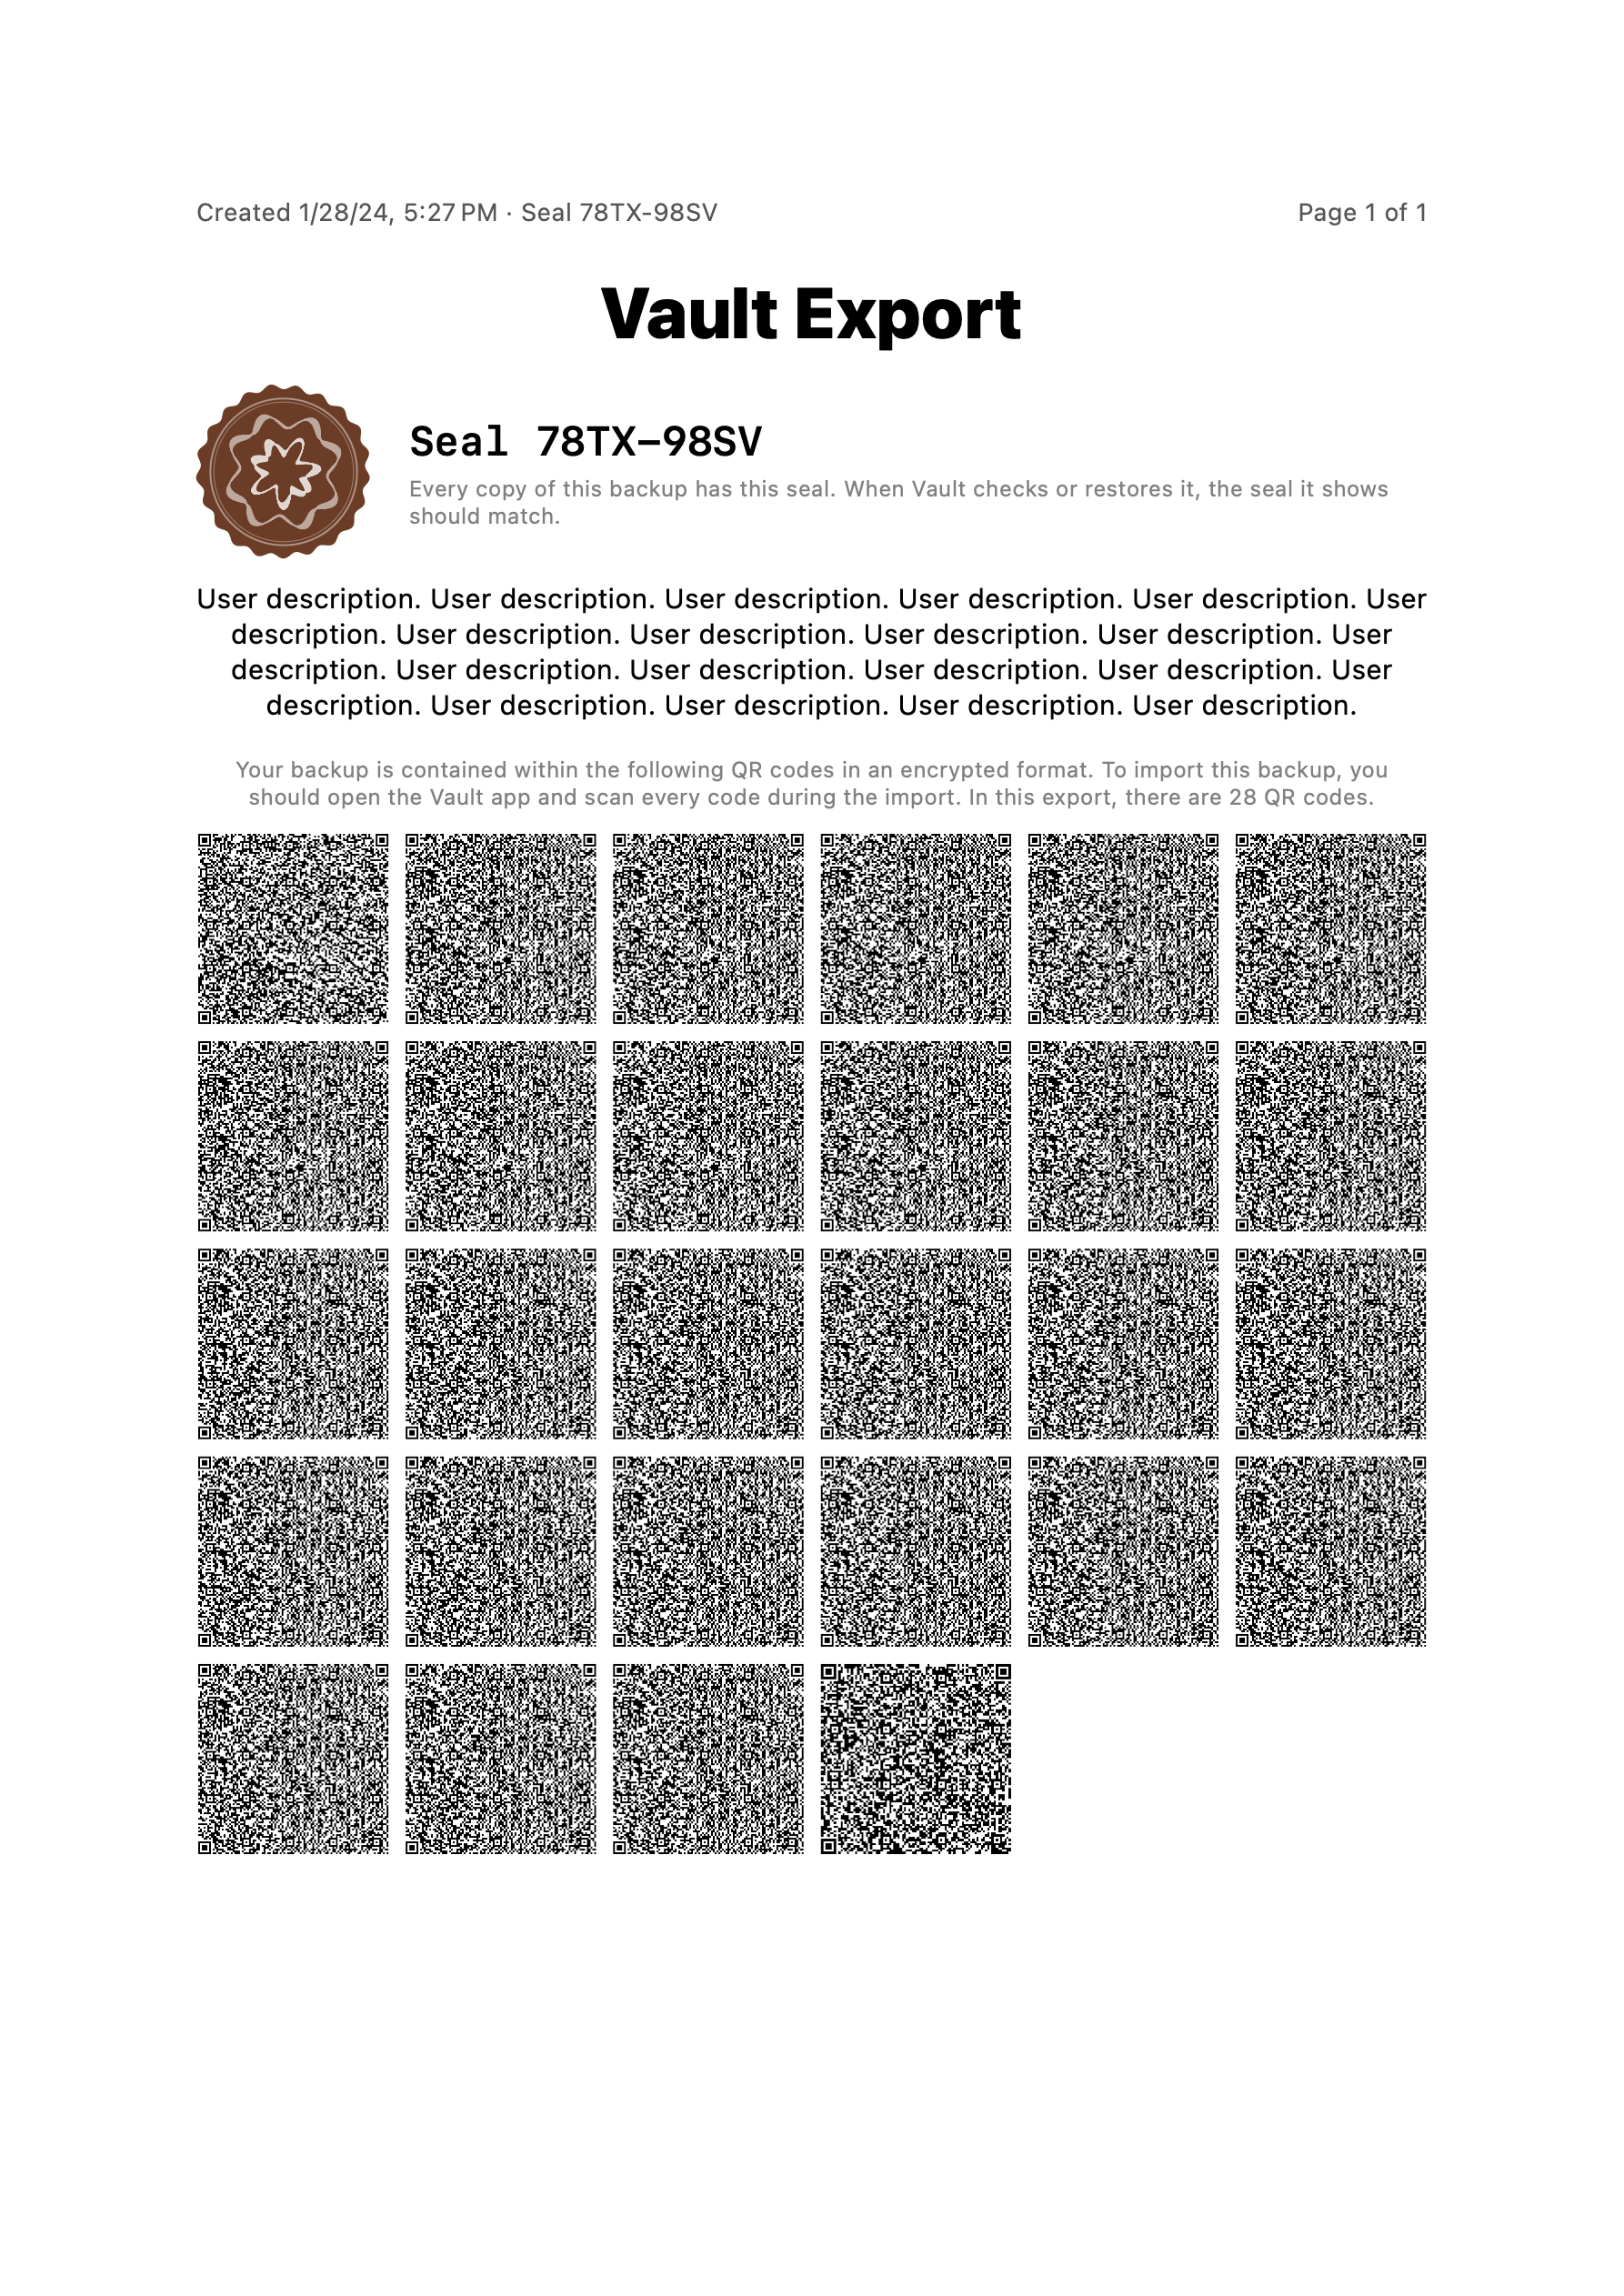 Created 1/28/24, 5:27 PM · Seal 78TX-98SV
Page 1 of 1
Vault Export
Seal 78TX-98SV
Every copy of this backup has this seal. When Vault checks or restores it, the seal it shows
should match.
User description. User description. User description. User description. User description. User
description. User description. User description. User description. User description. User
description. User description. User description. User description. User description. User
description. User description. User description. User description. User description.
Your backup is contained within the following QR codes in an encrypted format. To import this backup, you
should open the Vault app and scan every code during the import. In this export, there are 28 QR codes.